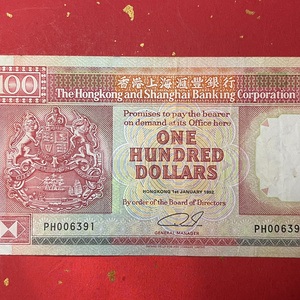 100
香港上海滙豐銀行
The Hongkong and Shanghai Banking Corporation
Promises to pay the bearer
on demand at its Office here
ONE
HUNDRED
DOLLARS
HONGKONG 1st JANUARY 1992
By order of the Board of Directors
GENERAL MANAGER
PH006391
PH00639